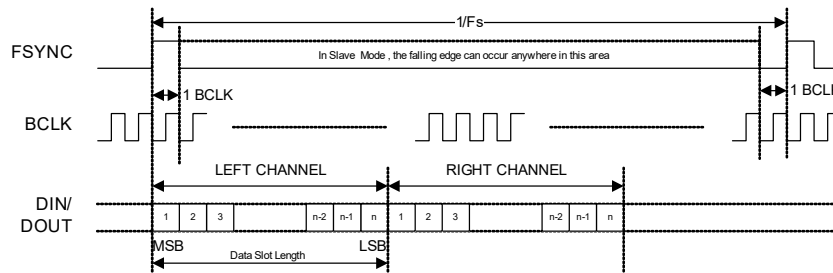 1/Fs
FSYNC
In Slave Mode , the falling edge can occur anywhere in this area
1 BCLK
1 BCLK
BCLK
LEFT CHANNEL
RIGHT CHANNEL
DIN/
DOUT
1 2 3 n-2 n-1 n 1 2 3 n-2 n-1 n
MSB
LSB
Data Slot Length